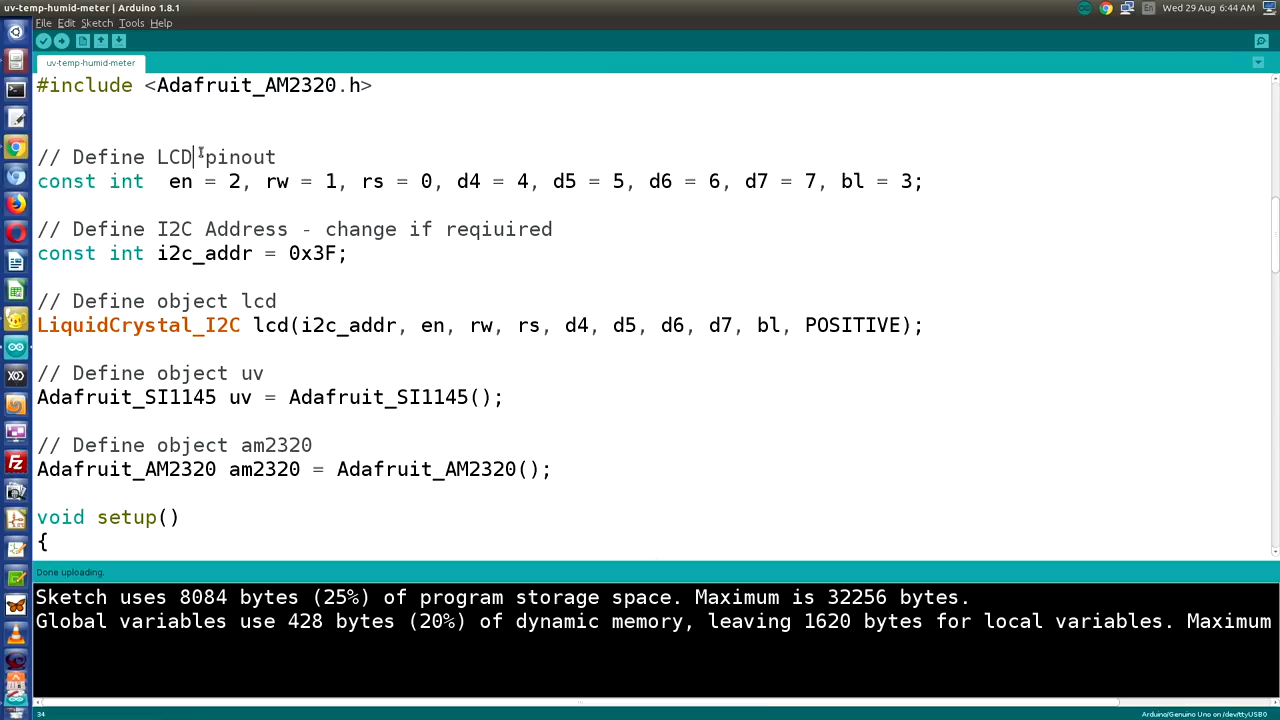 uv-temp-humid-meter | Arduino 1.8.1
En Wed 29 Aug 6:44 AM
File Edit Sketch Tools Help
uv-temp-humid-meter
#include <Adafruit_AM2320.h>
// Define LCD pinout
const int  en = 2, rw = 1, rs = 0, d4 = 4, d5 = 5, d6 = 6, d7 = 7, bl = 3;
// Define I2C Address - change if reqiuired
const int i2c_addr = 0x3F;
// Define object lcd
LiquidCrystal_I2C lcd(i2c_addr, en, rw, rs, d4, d5, d6, d7, bl, POSITIVE);
// Define object uv
Adafruit_SI1145 uv = Adafruit_SI1145();
// Define object am2320
Adafruit_AM2320 am2320 = Adafruit_AM2320();
void setup()
{
Done uploading.
Sketch uses 8084 bytes (25%) of program storage space. Maximum is 32256 bytes.
Global variables use 428 bytes (20%) of dynamic memory, leaving 1620 bytes for local variables. Maximum
34
Arduino/Genuino Uno on /dev/ttyUSB0